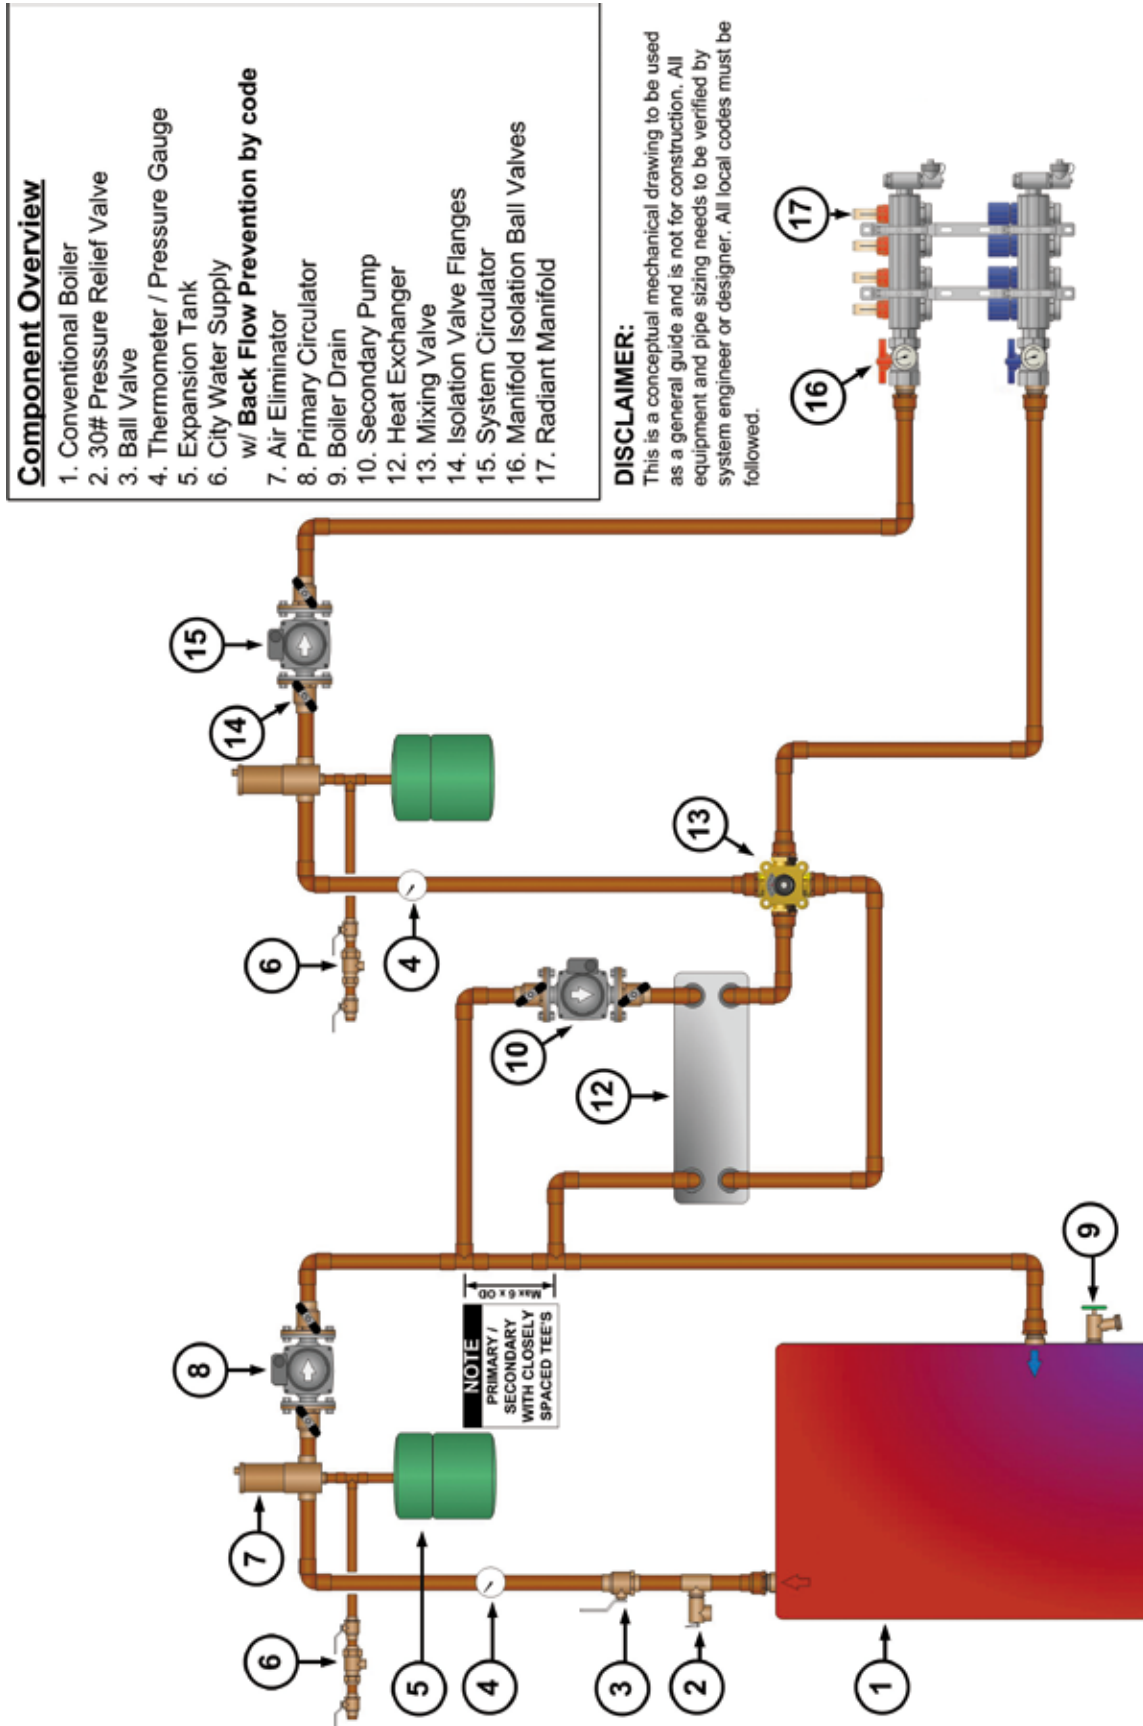 Component Overview
1. Conventional Boiler
2. 30# Pressure Relief Valve
3. Ball Valve
4. Thermometer / Pressure Gauge
5. Expansion Tank
6. City Water Supply
w/ Back Flow Prevention by code
7. Air Eliminator
8. Primary Circulator
9. Boiler Drain
10. Secondary Pump
12. Heat Exchanger
13. Mixing Valve
14. Isolation Valve Flanges
15. System Circulator
16. Manifold Isolation Ball Valves
17. Radiant Manifold
DISCLAIMER:
This is a conceptual mechanical drawing to be used
as a general guide and is not for construction. All
equipment and pipe sizing needs to be verified by
system engineer or designer. All local codes must be
followed.
15
14
8
7
6
6
5
4
4
3
2
1
NOTE
PRIMARY /
SECONDARY
WITH CLOSELY
SPACED TEE'S
Max 6 x OD
10
12
13
9
16
17